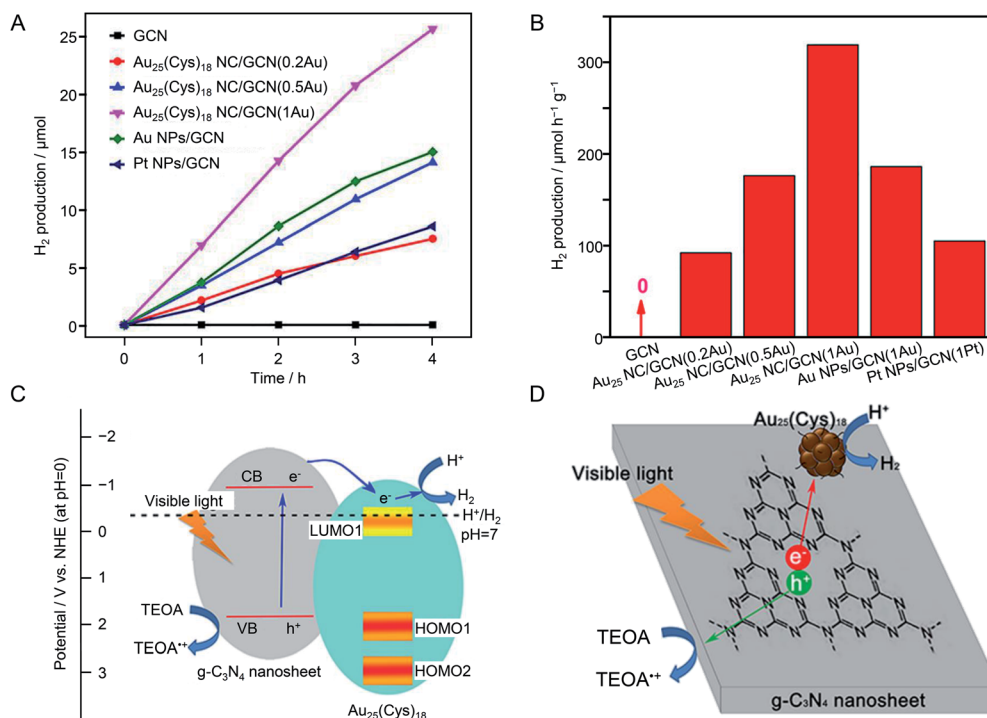 A
H₂ production / μmol
25
20
15
10
5
0
GCN
Au₂₅(Cys)₁₈ NC/GCN(0.2Au)
Au₂₅(Cys)₁₈ NC/GCN(0.5Au)
Au₂₅(Cys)₁₈ NC/GCN(1Au)
Au NPs/GCN
Pt NPs/GCN
0 1 2 3 4
Time / h
B
H₂ production / μmol h⁻¹ g⁻¹
300
200
100
0
0
GCN
Au₂₅ NC/GCN(0.2Au)
Au₂₅ NC/GCN(0.5Au)
Au₂₅ NC/GCN(1Au)
Au NPs/GCN(1Au)
Pt NPs/GCN(1Pt)
C
Potential / V vs. NHE (at pH=0)
−2
−1
0
1
2
3
Visible light
CB e⁻
VB h⁺
TEOA
TEOA•⁺
g-C₃N₄ nanosheet
e⁻
LUMO1
HOMO1
HOMO2
Au₂₅(Cys)₁₈
H⁺
H₂
H⁺/H₂
pH=7
D
Au₂₅(Cys)₁₈
H⁺
H₂
Visible light
N N N N N N N N N N N N N N N N N N N N N N N N N N N
e⁻
h⁺
TEOA
TEOA•⁺
g-C₃N₄ nanosheet